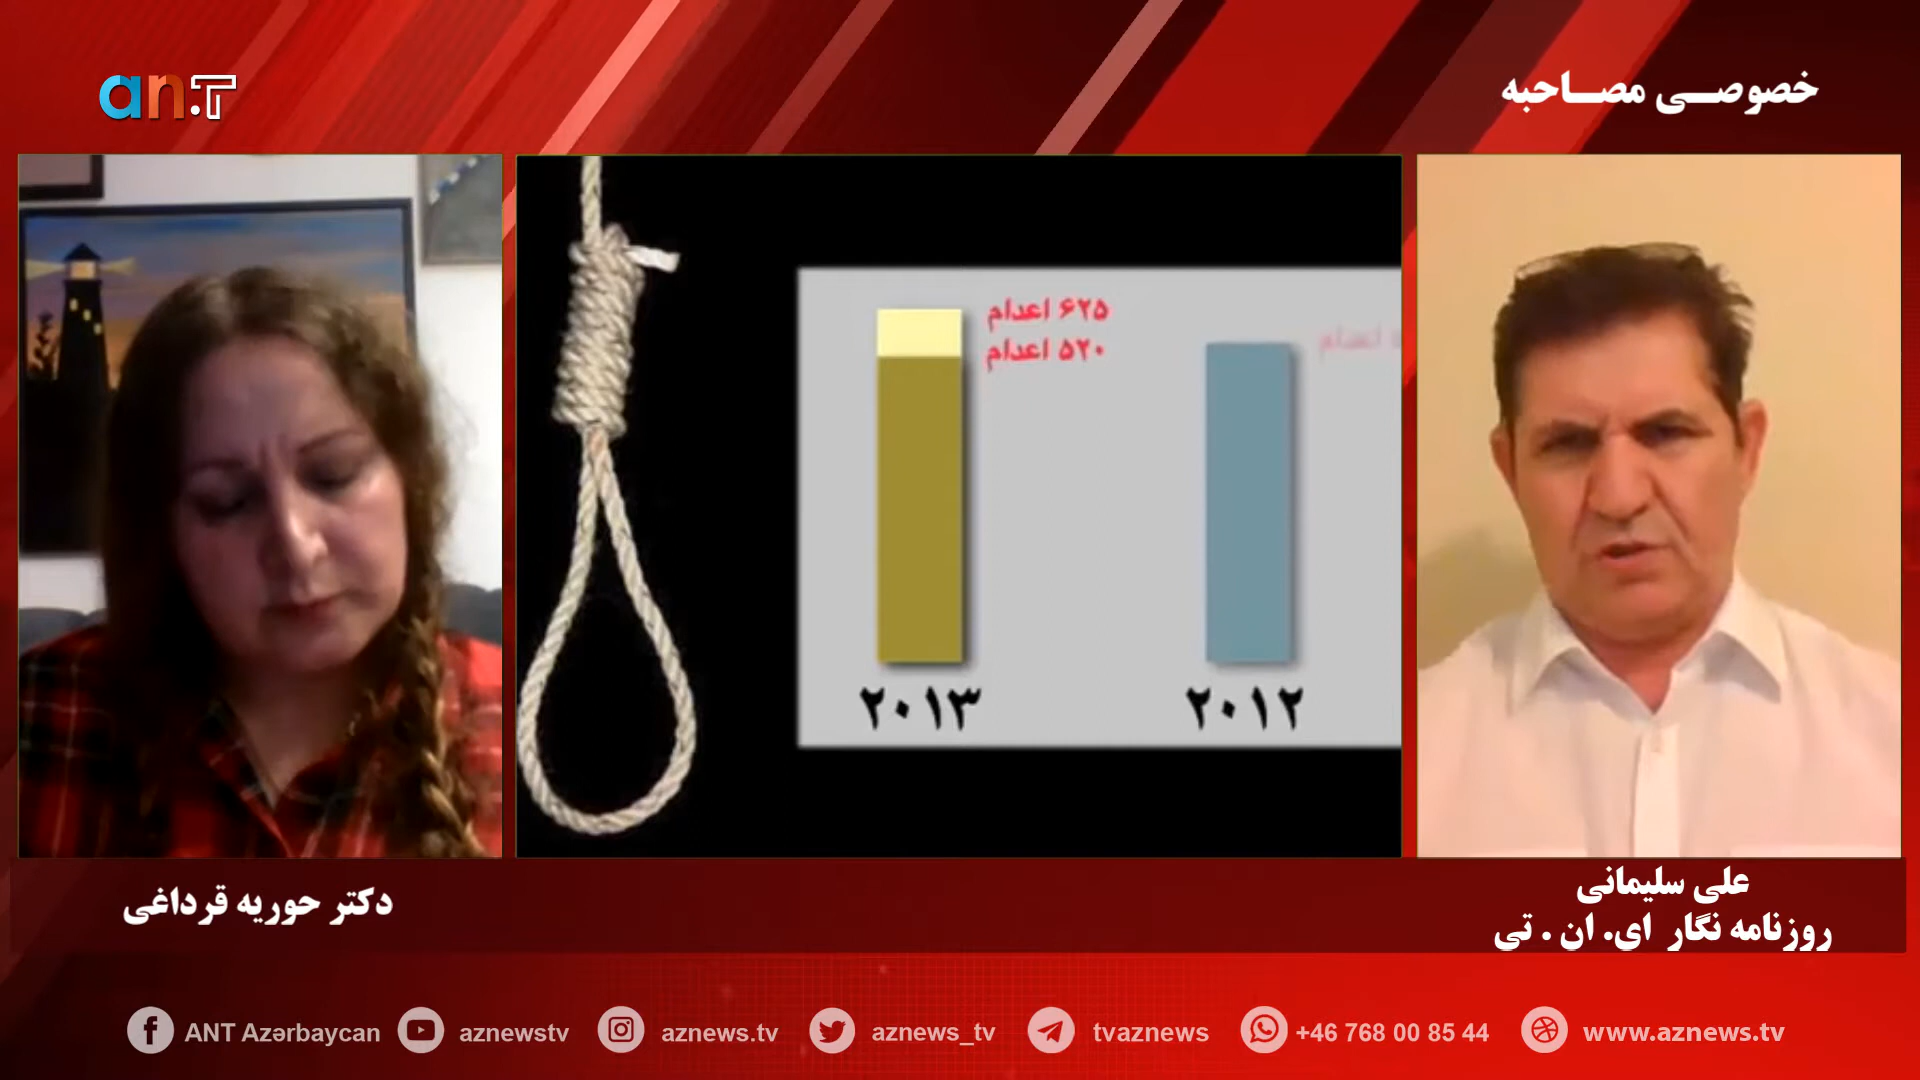 an.T
خصوصی مصاحبه
۶۲۵ اعدام
۵۲۰ اعدام
اعدام
۲۰۱۳
۲۰۱۲
دکتر حوریه قرداغی
علی سلیمانی
روزنامه نگار ای. ان . تی
ANT Azərbaycan
aznewstv
aznews.tv
aznews_tv
tvaznews
+46 768 00 85 44
www.aznews.tv